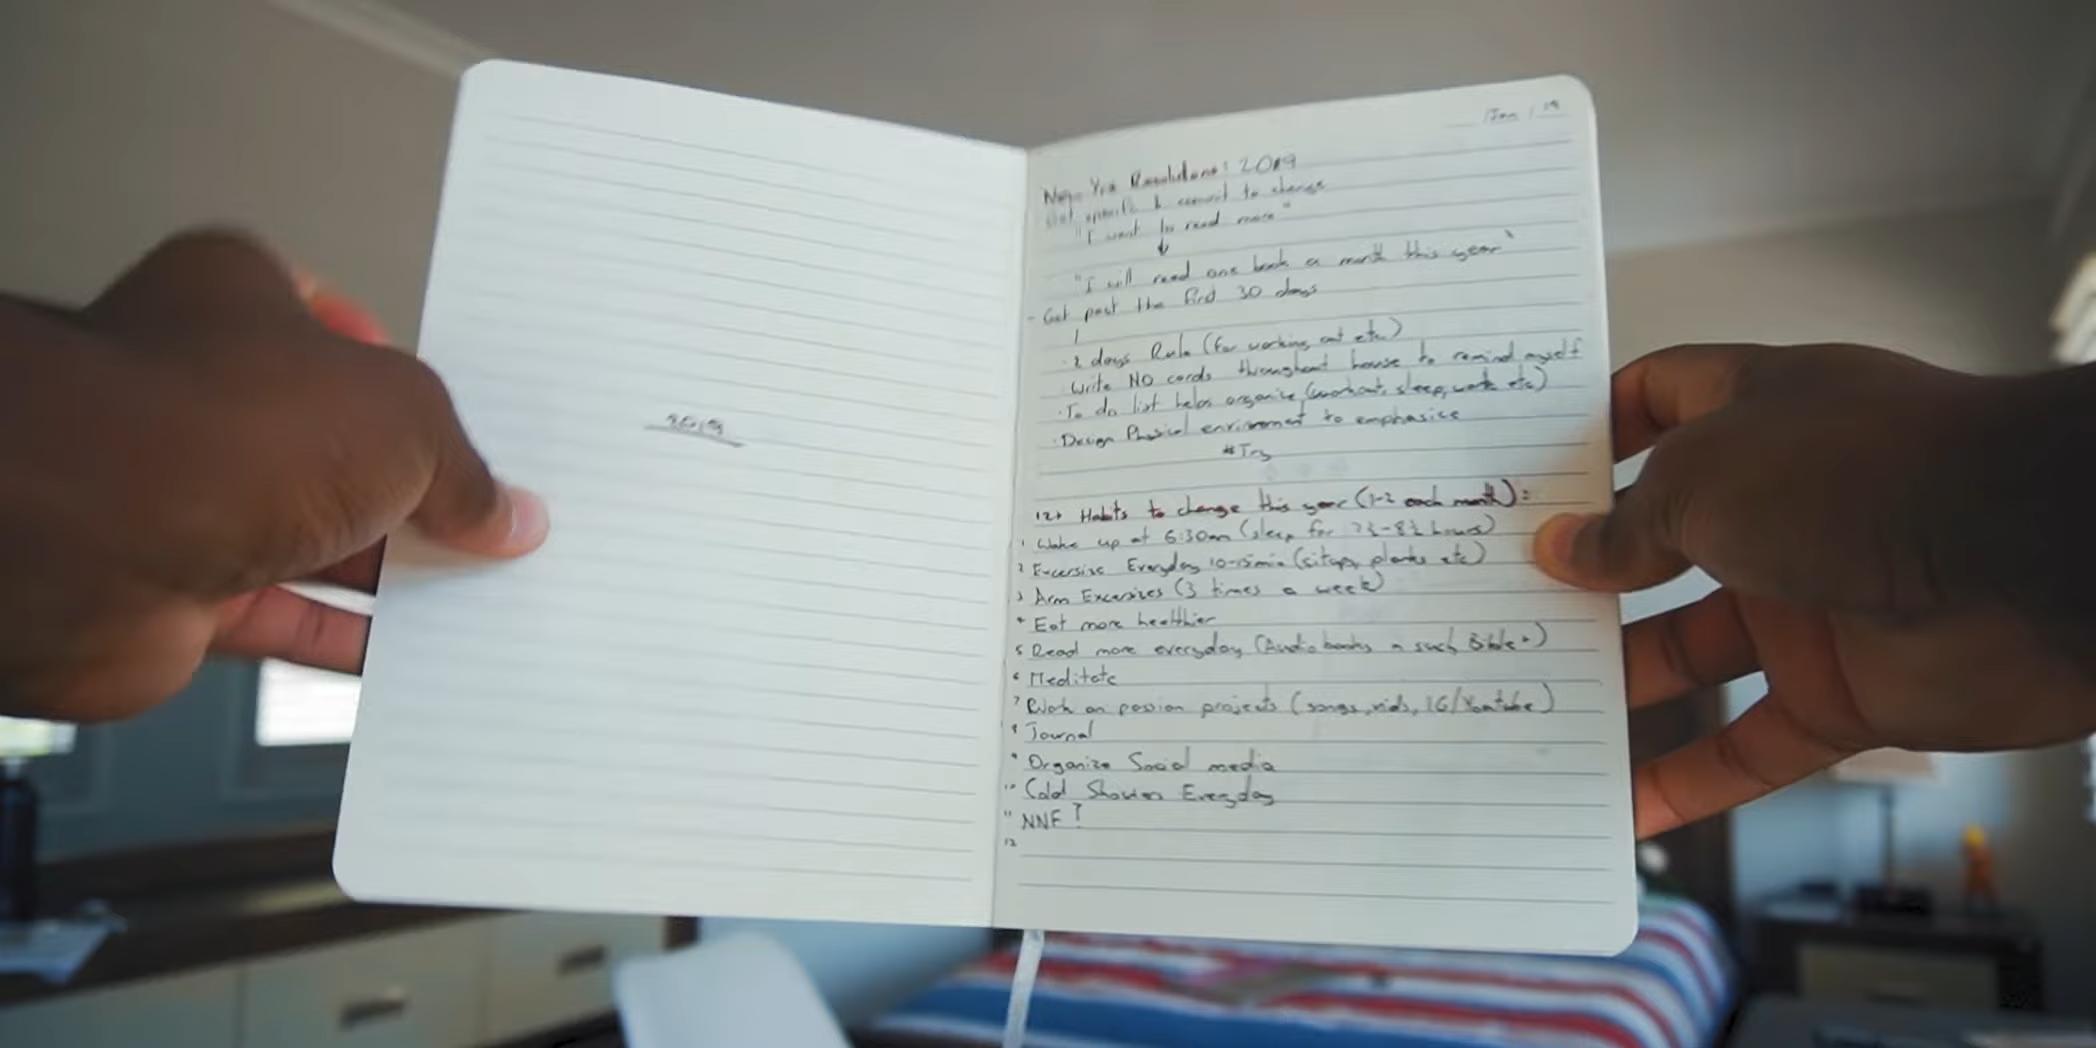 2019
1 Jan / 19
New Year Resolutions: 2019
Get specific & commit to change
"I want to read more"
↓
"I will read one book a month this year"
- Get past the first 30 days
· 2 days Rule (for working out etc)
· Write NO cards throughout house to remind myself
· To do list helps organize (workout, sleep, work etc)
· Design Physical enviroment to emphasize
#Try
12+ Habits to change this year (1-2 each month):
1 Wake up at 6:30am (sleep for 7½-8½ hours)
2 Excersise Everyday 10-15min (situps, planks etc)
3 Arm Excersises (3 times a week)
4 Eat more healthier
5 Read more everyday (Audiobooks n such Bible+)
6 Meditate
7 Work on passion projects (songs, vids, IG/Youtube)
8 Journal
9 Organize Social media
10 Cold Showers Everyday
11 NNF?
12